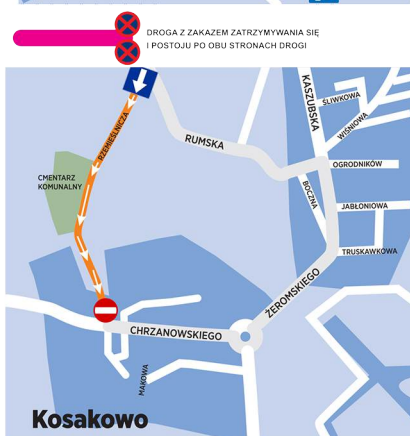 DROGA Z ZAKAZEM ZATRZYMYWANIA SIĘ
I POSTOJU PO OBU STRONACH DROGI
KASZUBSKA
ŚLIWKOWA
WIŚNIOWA
RZEMIEŚLNICZA
RUMSKA
OGRODNIKÓW
CMENTARZ
KOMUNALNY
BOCZNA
JABŁONIOWA
TRUSKAWKOWA
ŻEROMSKIEGO
CHRZANOWSKIEGO
MAKOWA
Kosakowo